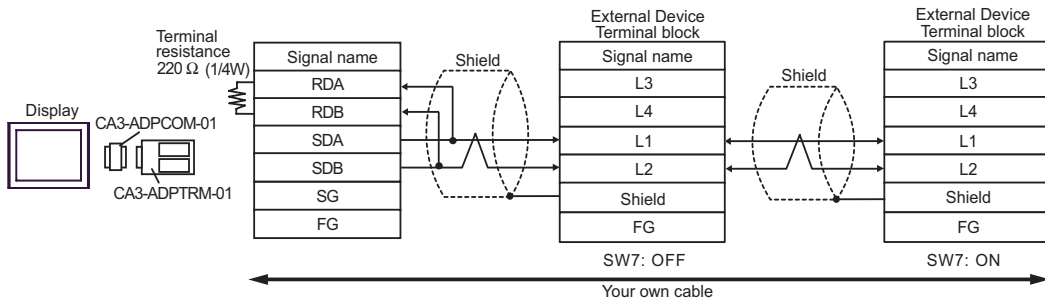 Display
CA3-ADPCOM-01
CA3-ADPTRM-01
Terminal
resistance
220 Ω (1/4W)
Signal name
RDA
RDB
SDA
SDB
SG
FG
Shield
External Device
Terminal block
Signal name
L3
L4
L1
L2
Shield
FG
SW7: OFF
Shield
External Device
Terminal block
Signal name
L3
L4
L1
L2
Shield
FG
SW7: ON
Your own cable